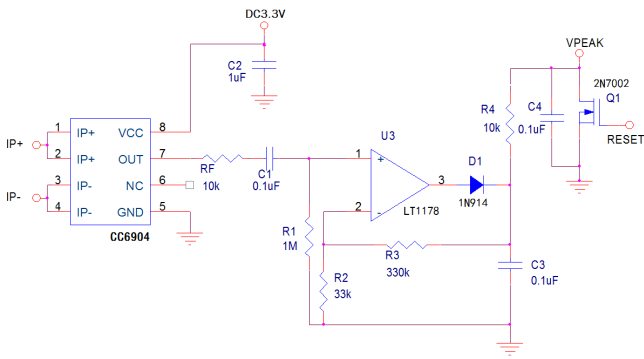 DC3.3V
VPEAK
C2
1uF
2N7002
Q1
RESET
C4
0.1uF
R4
10k
IP+
IP-
1
2
3
4
IP+
IP+
IP-
IP-
VCC
OUT
NC
GND
8
7
6
5
CC6904
RF
10k
C1
0.1uF
U3
1
+
2
-
3
LT1178
D1
1N914
R1
1M
R2
33k
R3
330k
C3
0.1uF